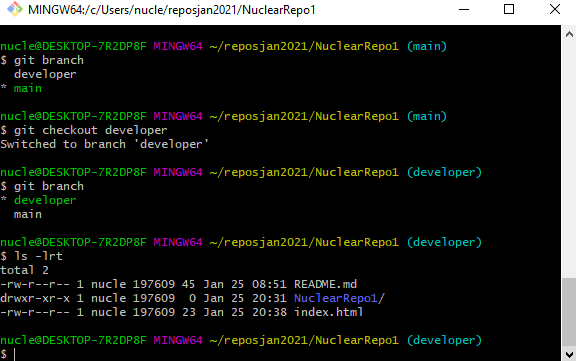 MINGW64:/c/Users/nucle/reposjan2021/NuclearRepo1
nucle@DESKTOP-7R2DP8F MINGW64 ~/reposjan2021/NuclearRepo1 (main)
$ git branch
  developer
* main
nucle@DESKTOP-7R2DP8F MINGW64 ~/reposjan2021/NuclearRepo1 (main)
$ git checkout developer
Switched to branch 'developer'
nucle@DESKTOP-7R2DP8F MINGW64 ~/reposjan2021/NuclearRepo1 (developer)
$ git branch
* developer
  main
nucle@DESKTOP-7R2DP8F MINGW64 ~/reposjan2021/NuclearRepo1 (developer)
$ ls -lrt
total 2
-rw-r--r-- 1 nucle 197609 45 Jan 25 08:51 README.md
drwxr-xr-x 1 nucle 197609  0 Jan 25 20:31 NuclearRepo1/
-rw-r--r-- 1 nucle 197609 23 Jan 25 20:38 index.html
nucle@DESKTOP-7R2DP8F MINGW64 ~/reposjan2021/NuclearRepo1 (developer)
$